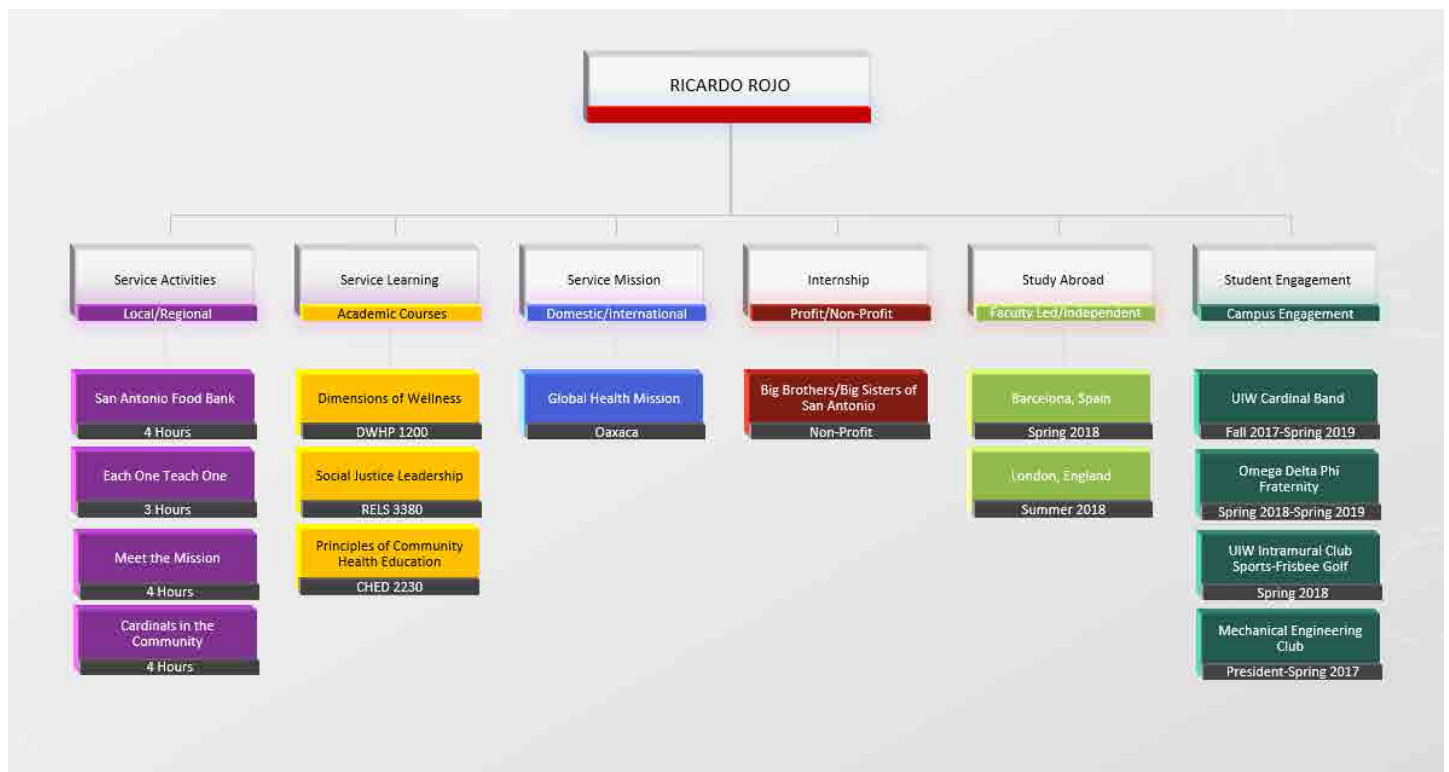 RICARDO ROJO
Service Activities
Local/Regional
Service Learning
Academic Courses
Service Mission
Domestic/International
Internship
Profit/Non-Profit
Study Abroad
Faculty Led/Independent
Student Engagement
Campus Engagement
San Antonio Food Bank
4 Hours
Each One Teach One
3 Hours
Meet the Mission
4 Hours
Cardinals in the
Community
4 Hours
Dimensions of Wellness
DWHP 1200
Social Justice Leadership
RELS 3380
Principles of Community
Health Education
CHED 2230
Global Health Mission
Oaxaca
Big Brothers/Big Sisters of
San Antonio
Non-Profit
Barcelona, Spain
Spring 2018
London, England
Summer 2018
UIW Cardinal Band
Fall 2017-Spring 2019
Omega Delta Phi
Fraternity
Spring 2018-Spring 2019
UIW Intramural Club
Sports-Frisbee Golf
Spring 2018
Mechanical Engineering
Club
President-Spring 2017